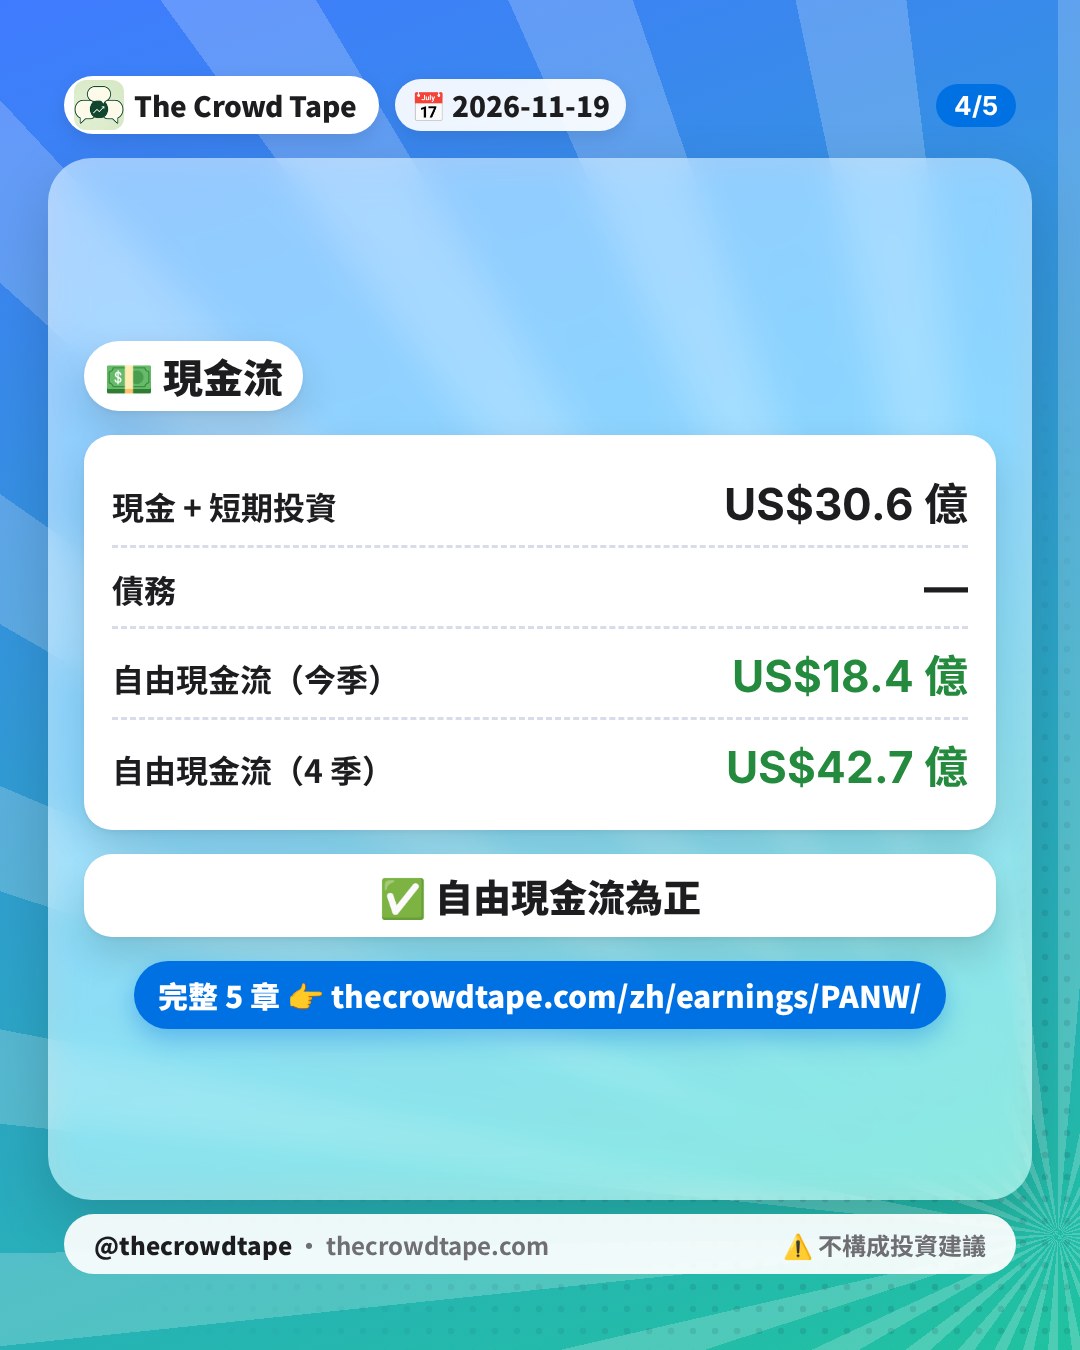 The Crowd Tape
July 17
2026-11-19
4/5
💵 現金流
現金 + 短期投資 US$30.6 億
債務 —
自由現金流（今季） US$18.4 億
自由現金流（4 季） US$42.7 億
✅ 自由現金流為正
完整 5 章 👉 thecrowdtape.com/zh/earnings/PANW/
@thecrowdtape • thecrowdtape.com
⚠️ 不構成投資建議